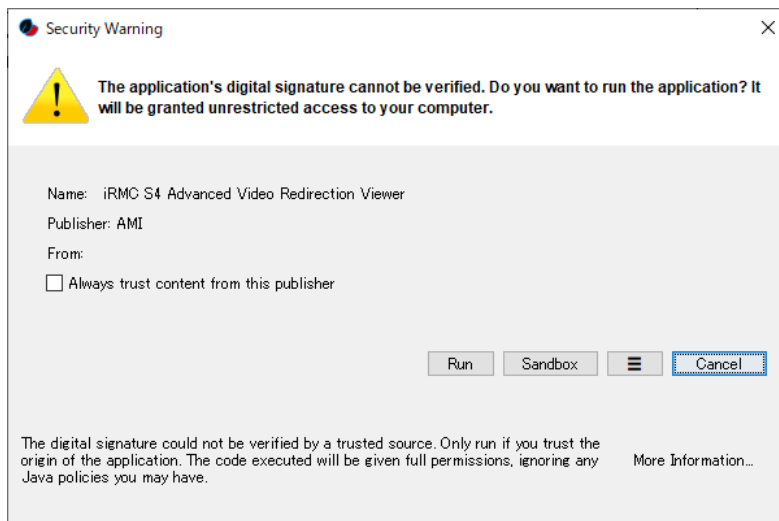 Security Warning
The application's digital signature cannot be verified. Do you want to run the application? It
will be granted unrestricted access to your computer.
Name: iRMC S4 Advanced Video Redirection Viewer
Publisher: AMI
From:
Always trust content from this publisher
Run Sandbox Cancel
The digital signature could not be verified by a trusted source. Only run if you trust the
origin of the application. The code executed will be given full permissions, ignoring any
Java policies you may have.
More Information...